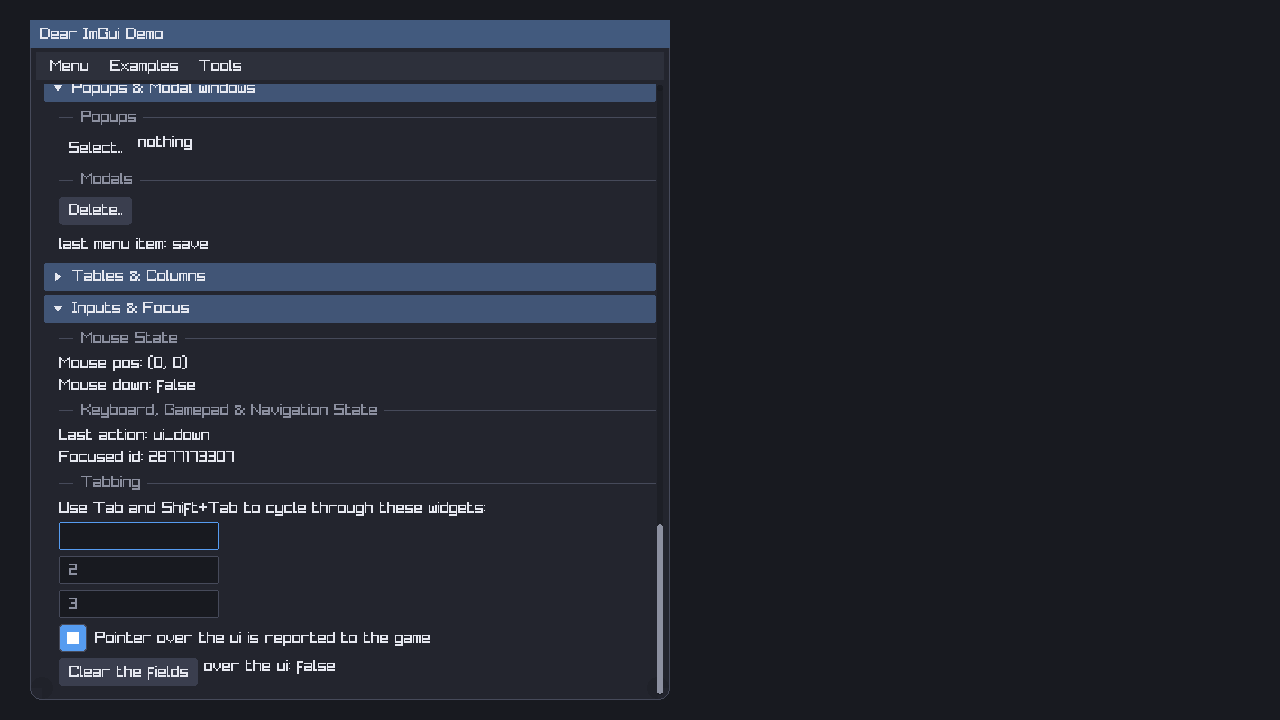 Dear ImGui Demo
Menu Examples Tools
Popups & Modal windows
Popups
Select.. nothing
Modals
Delete..
last menu item: save
Tables & Columns
Inputs & Focus
Mouse State
Mouse pos: (0, 0)
Mouse down: false
Keyboard, Gamepad & Navigation State
Last action: ui_down
Focused id: 2877173307
Tabbing
Use Tab and Shift+Tab to cycle through these widgets:
2
3
Pointer over the ui is reported to the game
Clear the fields over the ui: false